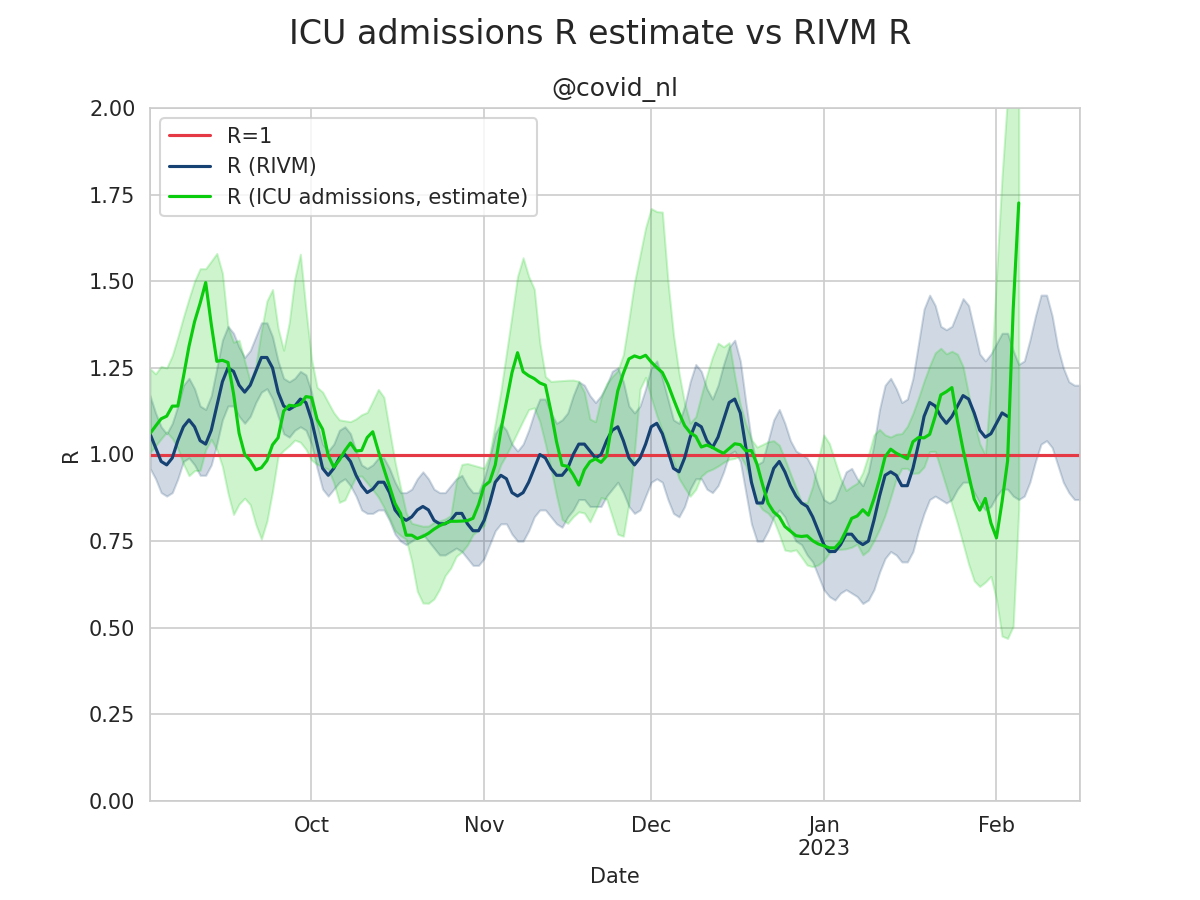 ICU admissions R estimate vs RIVM R
@covid_nl
R=1
R (RIVM)
R (ICU admissions, estimate)
2.00
1.75
1.50
1.25
1.00
0.75
0.50
0.25
0.00
R
Oct Nov Dec Jan Feb
2023
Date